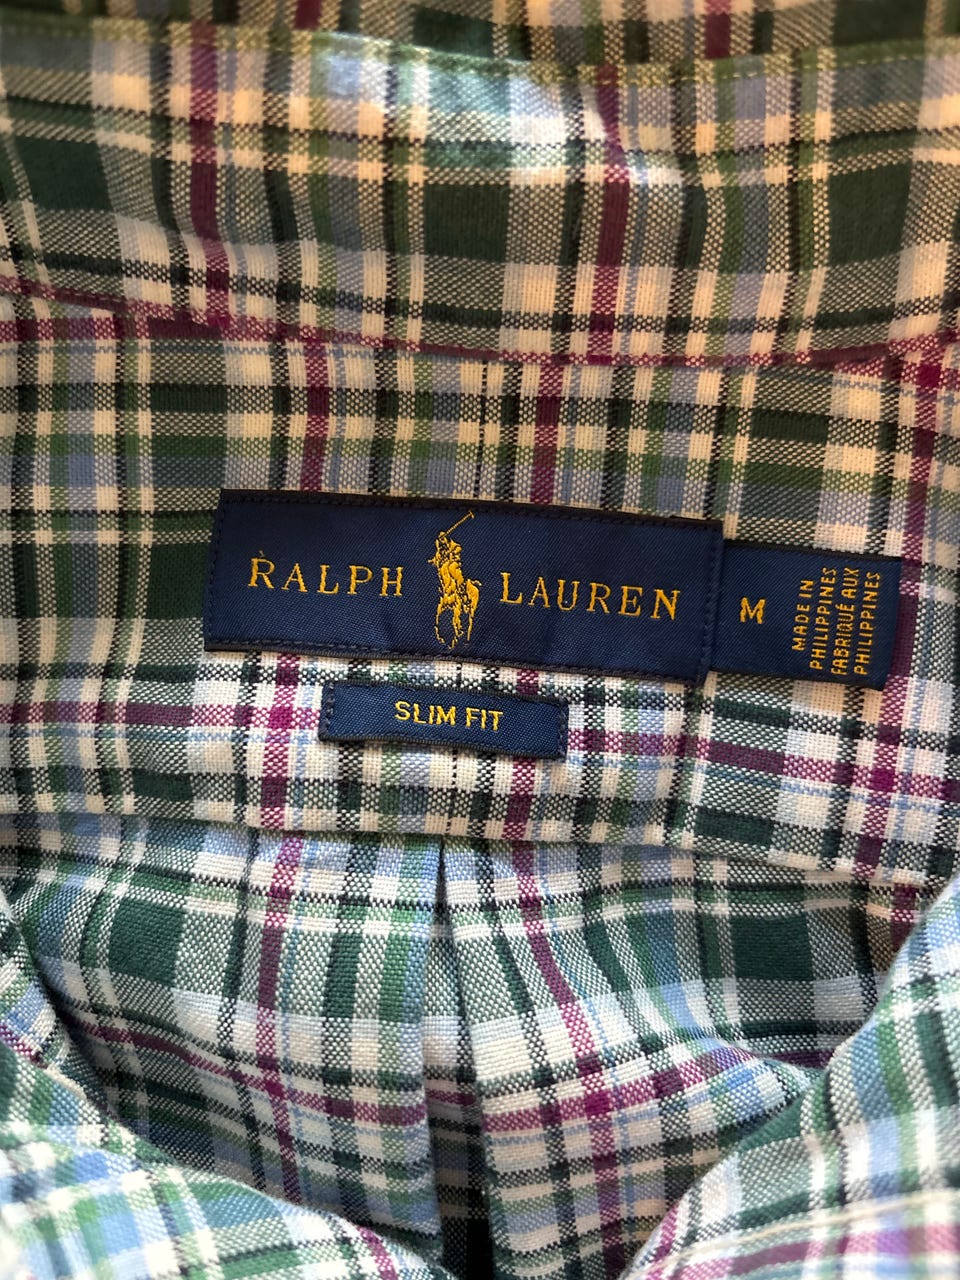 RALPH LAUREN
M
MADE IN
PHILIPPINES
FABRIQUÉ AUX
PHILIPPINES
SLIM FIT